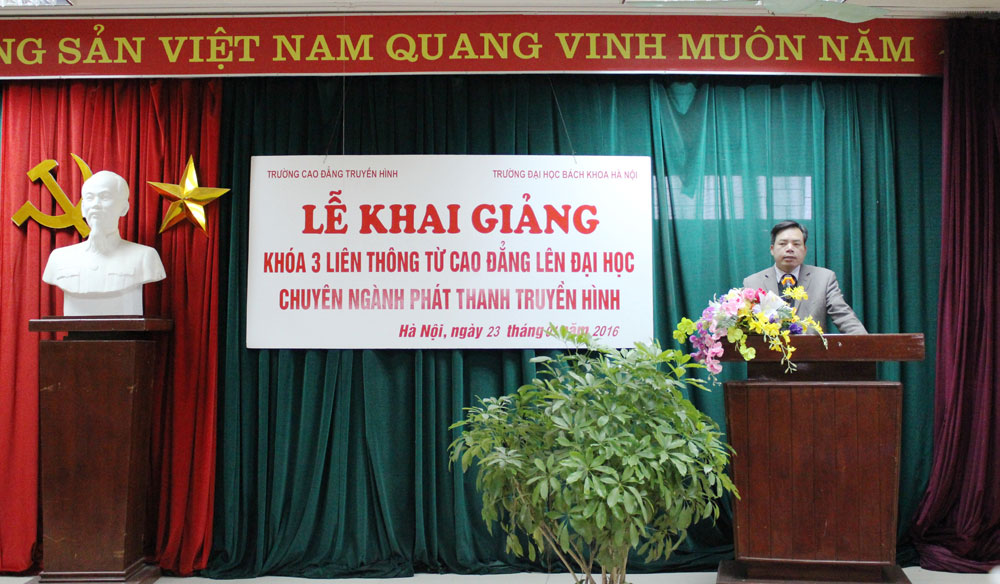 NG SẢN VIỆT NAM QUANG VINH MUÔN NĂM
TRƯỜNG CAO ĐẲNG TRUYỀN HÌNH
TRƯỜNG ĐẠI HỌC BÁCH KHOA HÀ NỘI
LỄ KHAI GIẢNG
KHÓA 3 LIÊN THÔNG TỪ CAO ĐẲNG LÊN ĐẠI HỌC
CHUYÊN NGÀNH PHÁT THANH TRUYỀN HÌNH
Hà Nội, ngày 23 tháng năm 2016